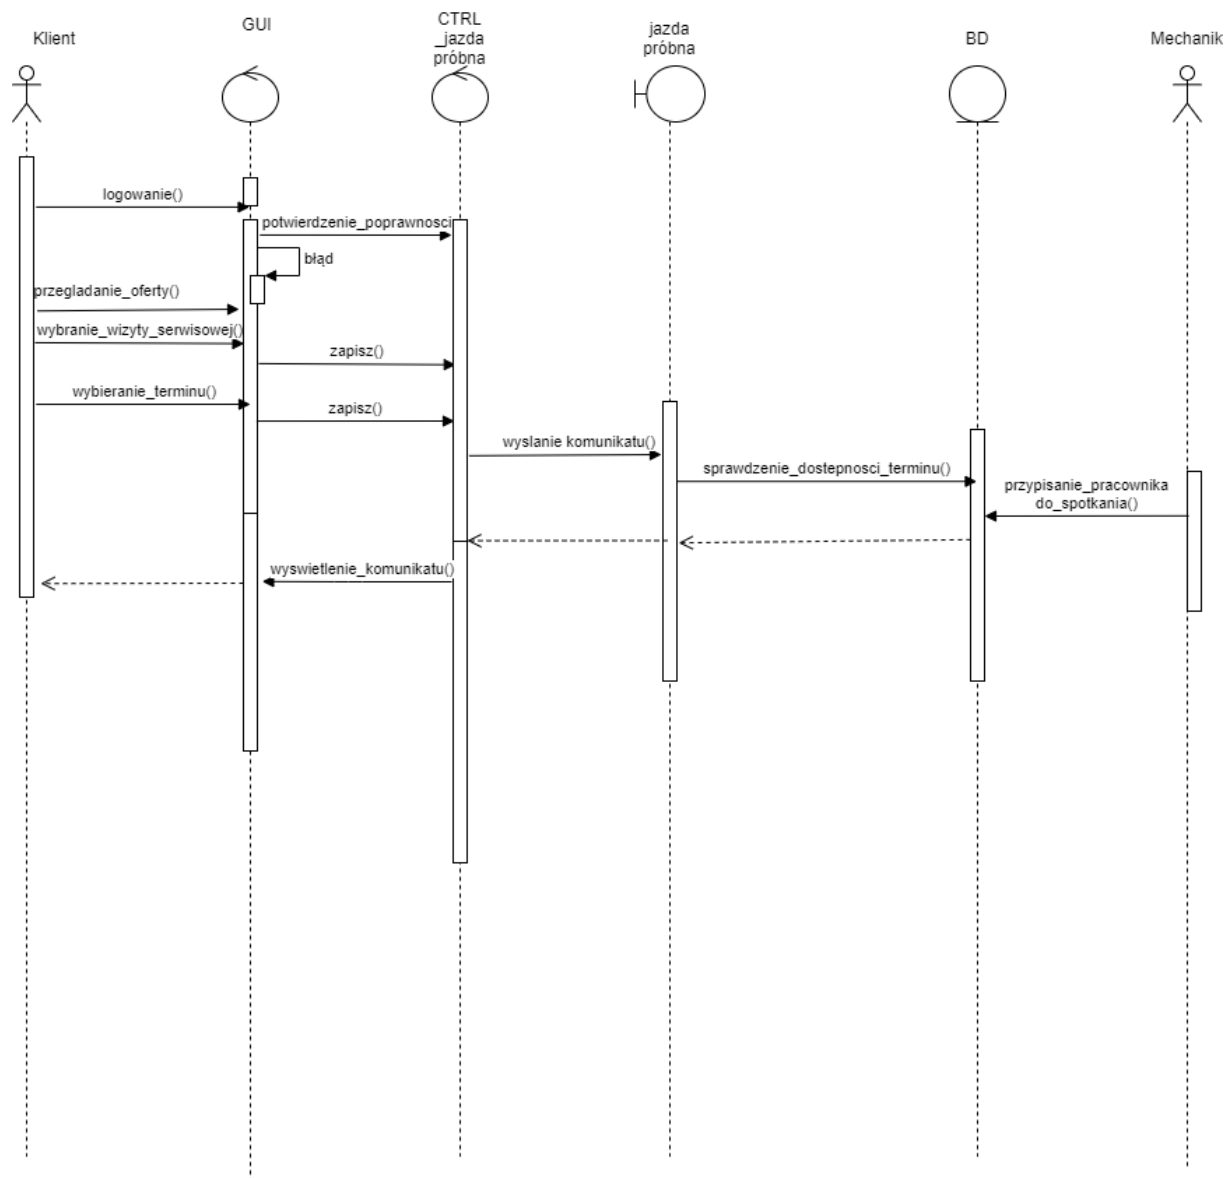 Klient
GUI
CTRL
_jazda
próbna
jazda
próbna
BD
Mechanik
logowanie()
potwierdzenie_poprawnosci
błąd
przegladanie_oferty()
wybranie_wizyty_serwisowej()
zapisz()
wybieranie_terminu()
zapisz()
wyslanie komunikatu()
sprawdzenie_dostepnosci_terminu()
przypisanie_pracownika
do_spotkania()
wyswietlenie_komunikatu()